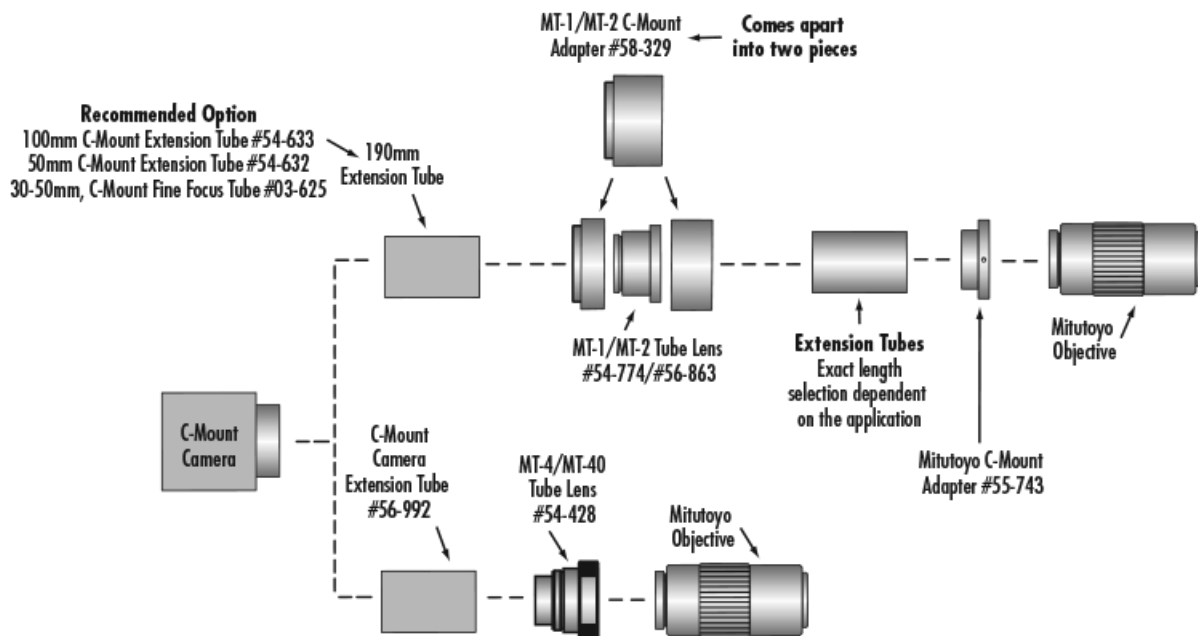 MT-1/MT-2 C-Mount
Adapter #58-329
Comes apart
into two pieces
Recommended Option
100mm C-Mount Extension Tube #54-633
50mm C-Mount Extension Tube #54-632
30-50mm, C-Mount Fine Focus Tube #03-625
190mm
Extension Tube
MT-1/MT-2 Tube Lens
#54-774/#56-863
Extension Tubes
Exact length
selection dependent
on the application
Mitutoyo
Objective
Mitutoyo C-Mount
Adapter #55-743
C-Mount
Camera
C-Mount
Camera
Extension Tube
#56-992
MT-4/MT-40
Tube Lens
#54-428
Mitutoyo
Objective